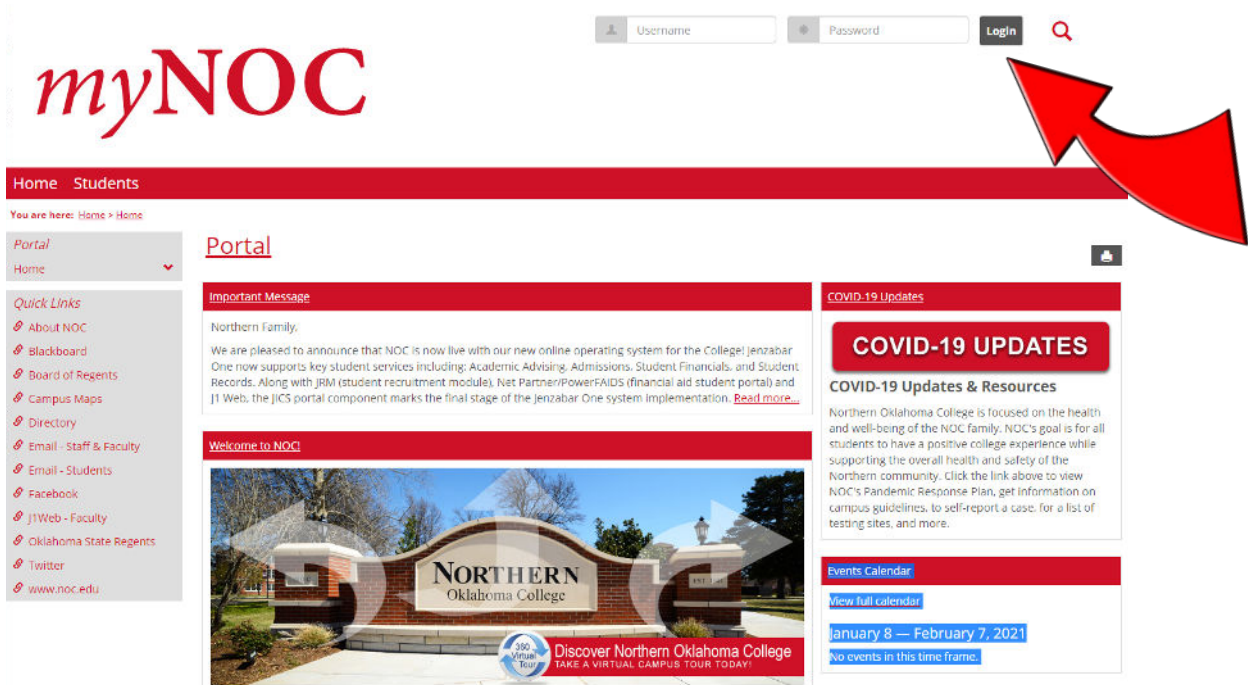 Username
Password
Login
myNOC
Home Students
You are here: Home > Home
Portal
Home
Quick Links
About NOC
Blackboard
Board of Regents
Campus Maps
Directory
Email - Staff & Faculty
Email - Students
Facebook
J1Web - Faculty
Oklahoma State Regents
Twitter
www.noc.edu
Portal
Important Message
Northern Family,
We are pleased to announce that NOC is now live with our new online operating system for the College! Jenzabar
One now supports key student services including: Academic Advising, Admissions, Student Financials, and Student
Records. Along with JRM (student recruitment module), Net Partner/PowerFAIDS (financial aid student portal) and
J1 Web, the JICS portal component marks the final stage of the Jenzabar One system implementation. Read more...
Welcome to NOC!
NORTHERN
Oklahoma College
EST. 1901
360
Virtual
Tour
Discover Northern Oklahoma College
TAKE A VIRTUAL CAMPUS TOUR TODAY!
COVID-19 Updates
COVID-19 UPDATES
COVID-19 Updates & Resources
Northern Oklahoma College is focused on the health
and well-being of the NOC family. NOC's goal is for all
students to have a positive college experience while
supporting the overall health and safety of the
Northern community. Click the link above to view
NOC's Pandemic Response Plan, get information on
campus guidelines, to self-report a case, for a list of
testing sites, and more.
Events Calendar
View full calendar
January 8 — February 7, 2021
No events in this time frame.